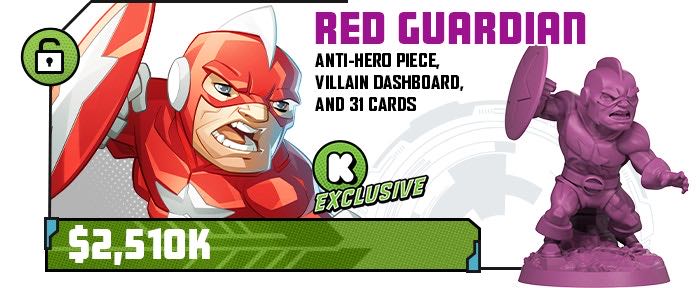 RED GUARDIAN
ANTI-HERO PIECE,
VILLAIN DASHBOARD,
AND 31 CARDS
K
EXCLUSIVE
$2,510K